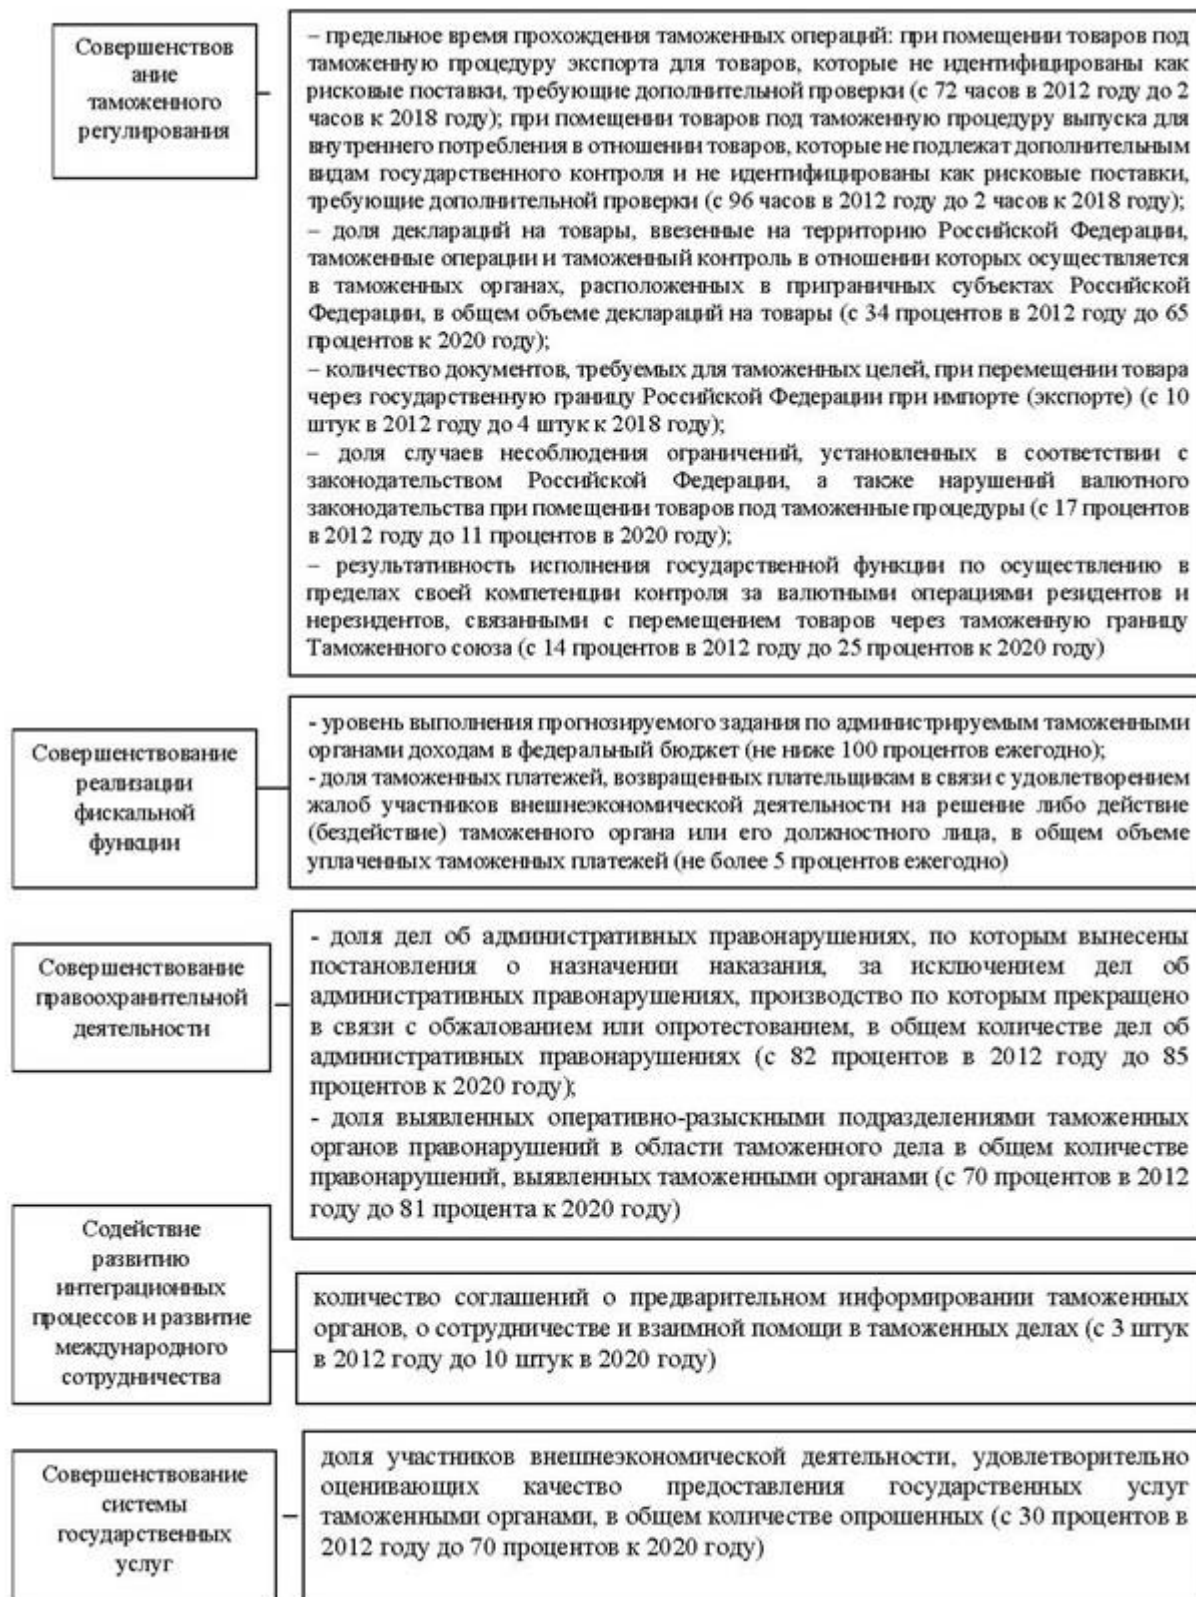 Совершенствов
ание
таможенного
регулирования
– предельное время прохождения таможенных операций: при помещении товаров под
таможенную процедуру экспорта для товаров, которые не идентифицированы как
рисковые поставки, требующие дополнительной проверки (с 72 часов в 2012 году до 2
часов к 2018 году); при помещении товаров под таможенную процедуру выпуска для
внутреннего потребления в отношении товаров, которые не подлежат дополнительным
видам государственного контроля и не идентифицированы как рисковые поставки,
требующие дополнительной проверки (с 96 часов в 2012 году до 2 часов к 2018 году);
– доля деклараций на товары, ввезенные на территорию Российской Федерации,
таможенные операции и таможенный контроль в отношении которых осуществляется
в таможенных органах, расположенных в приграничных субъектах Российской
Федерации, в общем объеме деклараций на товары (с 34 процентов в 2012 году до 65
процентов к 2020 году);
– количество документов, требуемых для таможенных целей, при перемещении товара
через государственную границу Российской Федерации при импорте (экспорте) (с 10
штук в 2012 году до 4 штук к 2018 году);
– доля случаев несоблюдения ограничений, установленных в соответствии с
законодательством Российской Федерации, а также нарушений валютного
законодательства при помещении товаров под таможенные процедуры (с 17 процентов
в 2012 году до 11 процентов в 2020 году);
– результативность исполнения государственной функции по осуществлению в
пределах своей компетенции контроля за валютными операциями резидентов и
нерезидентов, связанными с перемещением товаров через таможенную границу
Таможенного союза (с 14 процентов в 2012 году до 25 процентов к 2020 году)
Совершенствование
реализации
фискальной
функции
- уровень выполнения прогнозируемого задания по администрируемым таможенными
органами доходам в федеральный бюджет (не ниже 100 процентов ежегодно);
- доля таможенных платежей, возвращенных плательщикам в связи с удовлетворением
жалоб участников внешнеэкономической деятельности на решение либо действие
(бездействие) таможенного органа или его должностного лица, в общем объеме
уплаченных таможенных платежей (не более 5 процентов ежегодно)
Совершенствование
правоохранительной
деятельности
- доля дел об административных правонарушениях, по которым вынесены
постановления о назначении наказания, за исключением дел об
административных правонарушениях, производство по которым прекращено
в связи с обжалованием или опротестованием, в общем количестве дел об
административных правонарушениях (с 82 процентов в 2012 году до 85
процентов к 2020 году);
- доля выявленных оперативно-разыскными подразделениями таможенных
органов правонарушений в области таможенного дела в общем количестве
правонарушений, выявленных таможенными органами (с 70 процентов в 2012
году до 81 процента к 2020 году)
Содействие
развитию
интеграционных
процессов и развитие
международного
сотрудничества
количество соглашений о предварительном информировании таможенных
органов, о сотрудничестве и взаимной помощи в таможенных делах (с 3 штук
в 2012 году до 10 штук в 2020 году)
Совершенствование
системы
государственных
услуг
доля участников внешнеэкономической деятельности, удовлетворительно
оценивающих качество предоставления государственных услуг
таможенными органами, в общем количестве опрошенных (с 30 процентов в
2012 году до 70 процентов к 2020 году)